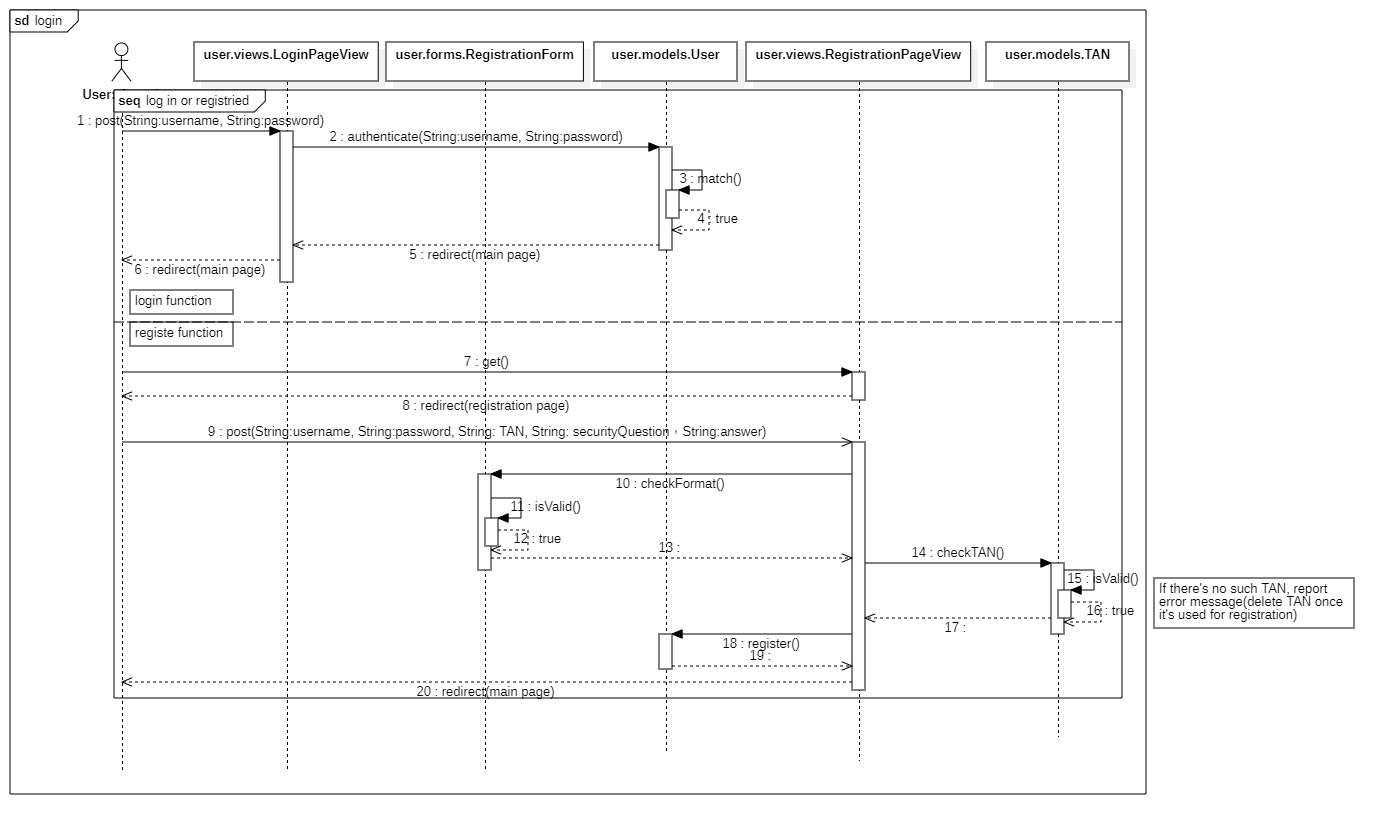 sd login
user.views.LoginPageView
user.forms.RegistrationForm
user.models.User
user.views.RegistrationPageView
user.models.TAN
User:
seq log in or registried
1 : post(String:username, String:password)
2 : authenticate(String:username, String:password)
3 : match()
4 : true
5 : redirect(main page)
6 : redirect(main page)
login function
registe function
7 : get()
8 : redirect(registration page)
9 : post(String:username, String:password, String: TAN, String: securityQuestion，String:answer)
10 : checkFormat()
11 : isValid()
12 : true
13 :
14 : checkTAN()
15 : isValid()
16 : true
17 :
If there's no such TAN, report
error message(delete TAN once
it's used for registration)
18 : register()
19 :
20 : redirect(main page)